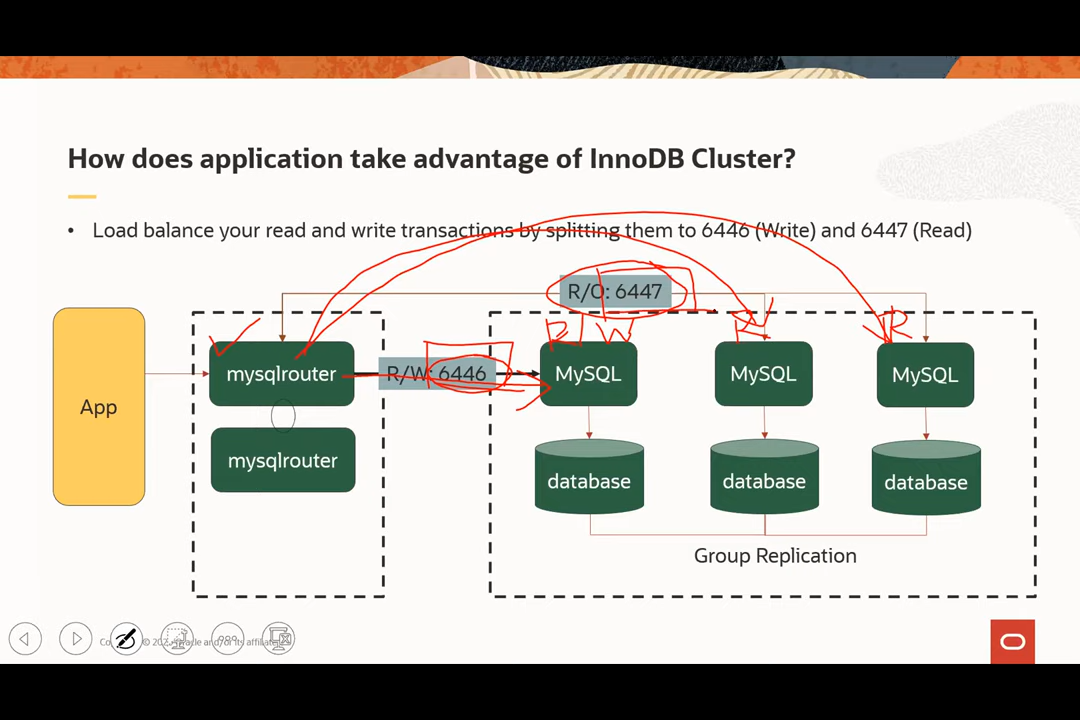 How does application take advantage of InnoDB Cluster?
• Load balance your read and write transactions by splitting them to 6446 (Write) and 6447 (Read)
R/O: 6447
R/W
R
R
App
mysqlrouter
R/W: 6446
MySQL
MySQL
MySQL
mysqlrouter
database
database
database
Group Replication